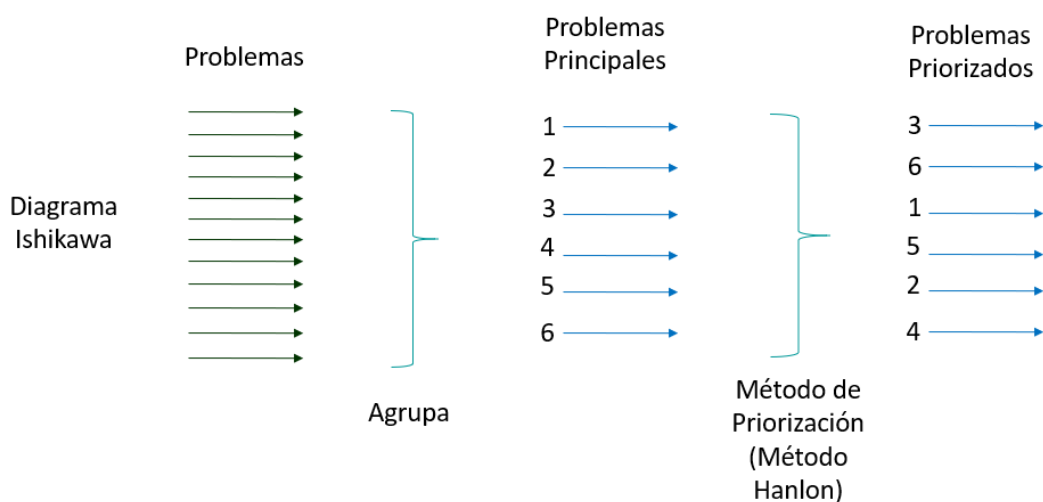 Diagrama
Ishikawa
Problemas
Agrupa
Problemas
Principales
1
2
3
4
5
6
Método de
Priorización
(Método
Hanlon)
Problemas
Priorizados
3
6
1
5
2
4